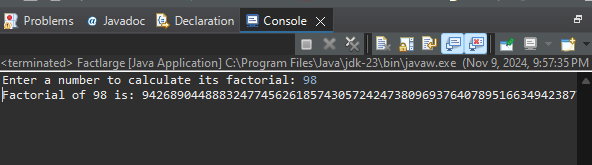 Problems @ Javadoc Declaration Console
<terminated> Factlarge [Java Application] C:\Program Files\Java\jdk-23\bin\javaw.exe (Nov 9, 2024, 9:57:35 PM
Enter a number to calculate its factorial: 98
Factorial of 98 is: 942689044888324774562618574305724247380969376407895166349423877